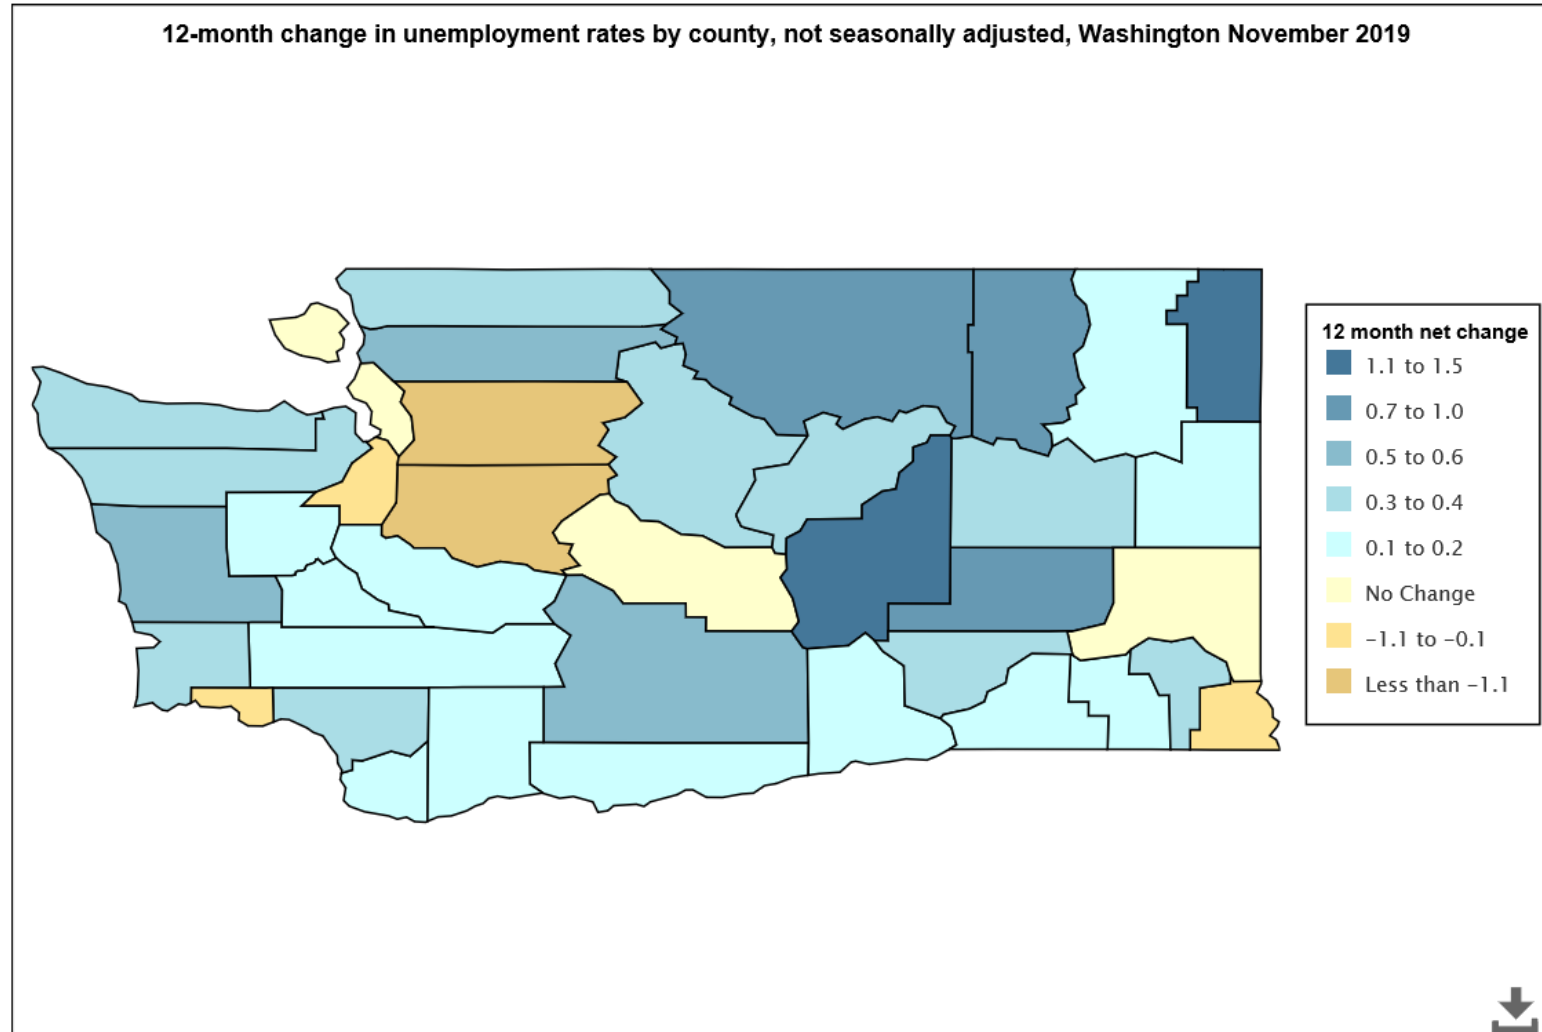 12-month change in unemployment rates by county, not seasonally adjusted, Washington November 2019
12 month net change
1.1 to 1.5
0.7 to 1.0
0.5 to 0.6
0.3 to 0.4
0.1 to 0.2
No Change
-1.1 to -0.1
Less than -1.1